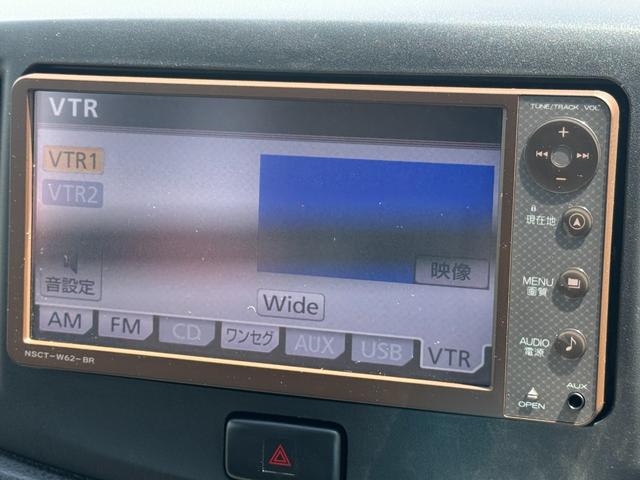 VTR
TUNE/TRACK VOL
VTR1
VTR2
現在地
音設定
映像
MENU
画質
Wide
AM FM CD ワンセグ AUX USB VTR
AUDIO
電源
NSCT-W62-BR
OPEN
AUX